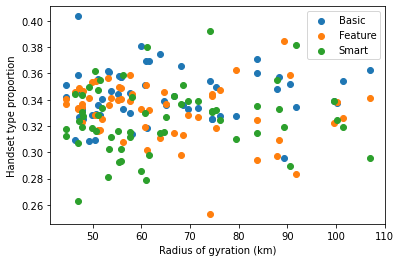 Basic
Feature
Smart
Handset type proportion
0.40
0.38
0.36
0.34
0.32
0.30
0.28
0.26
50 60 70 80 90 100 110
Radius of gyration (km)